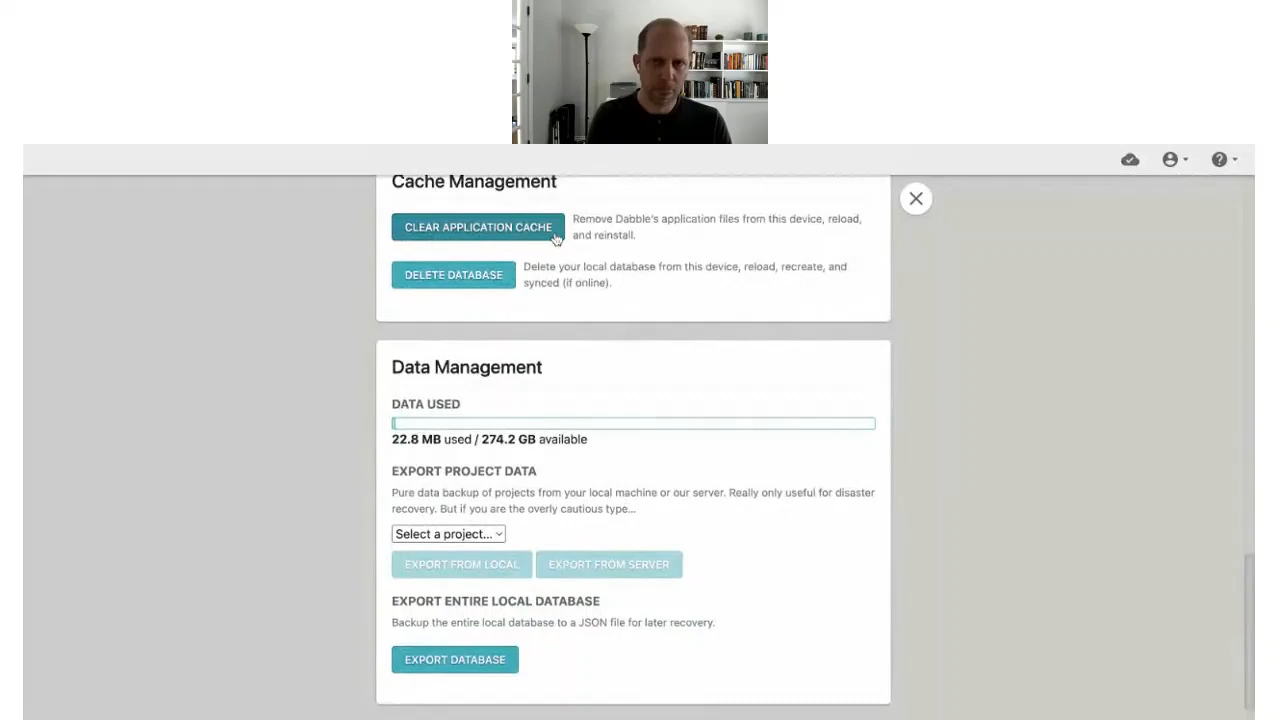 Cache Management
CLEAR APPLICATION CACHE
Remove Dabble's application files from this device, reload,
and reinstall.
DELETE DATABASE
Delete your local database from this device, reload, recreate, and
synced (if online).
Data Management
DATA USED
22.8 MB used / 274.2 GB available
EXPORT PROJECT DATA
Pure data backup of projects from your local machine or our server. Really only useful for disaster
recovery. But if you are the overly cautious type...
Select a project...
EXPORT FROM LOCAL EXPORT FROM SERVER
EXPORT ENTIRE LOCAL DATABASE
Backup the entire local database to a JSON file for later recovery.
EXPORT DATABASE